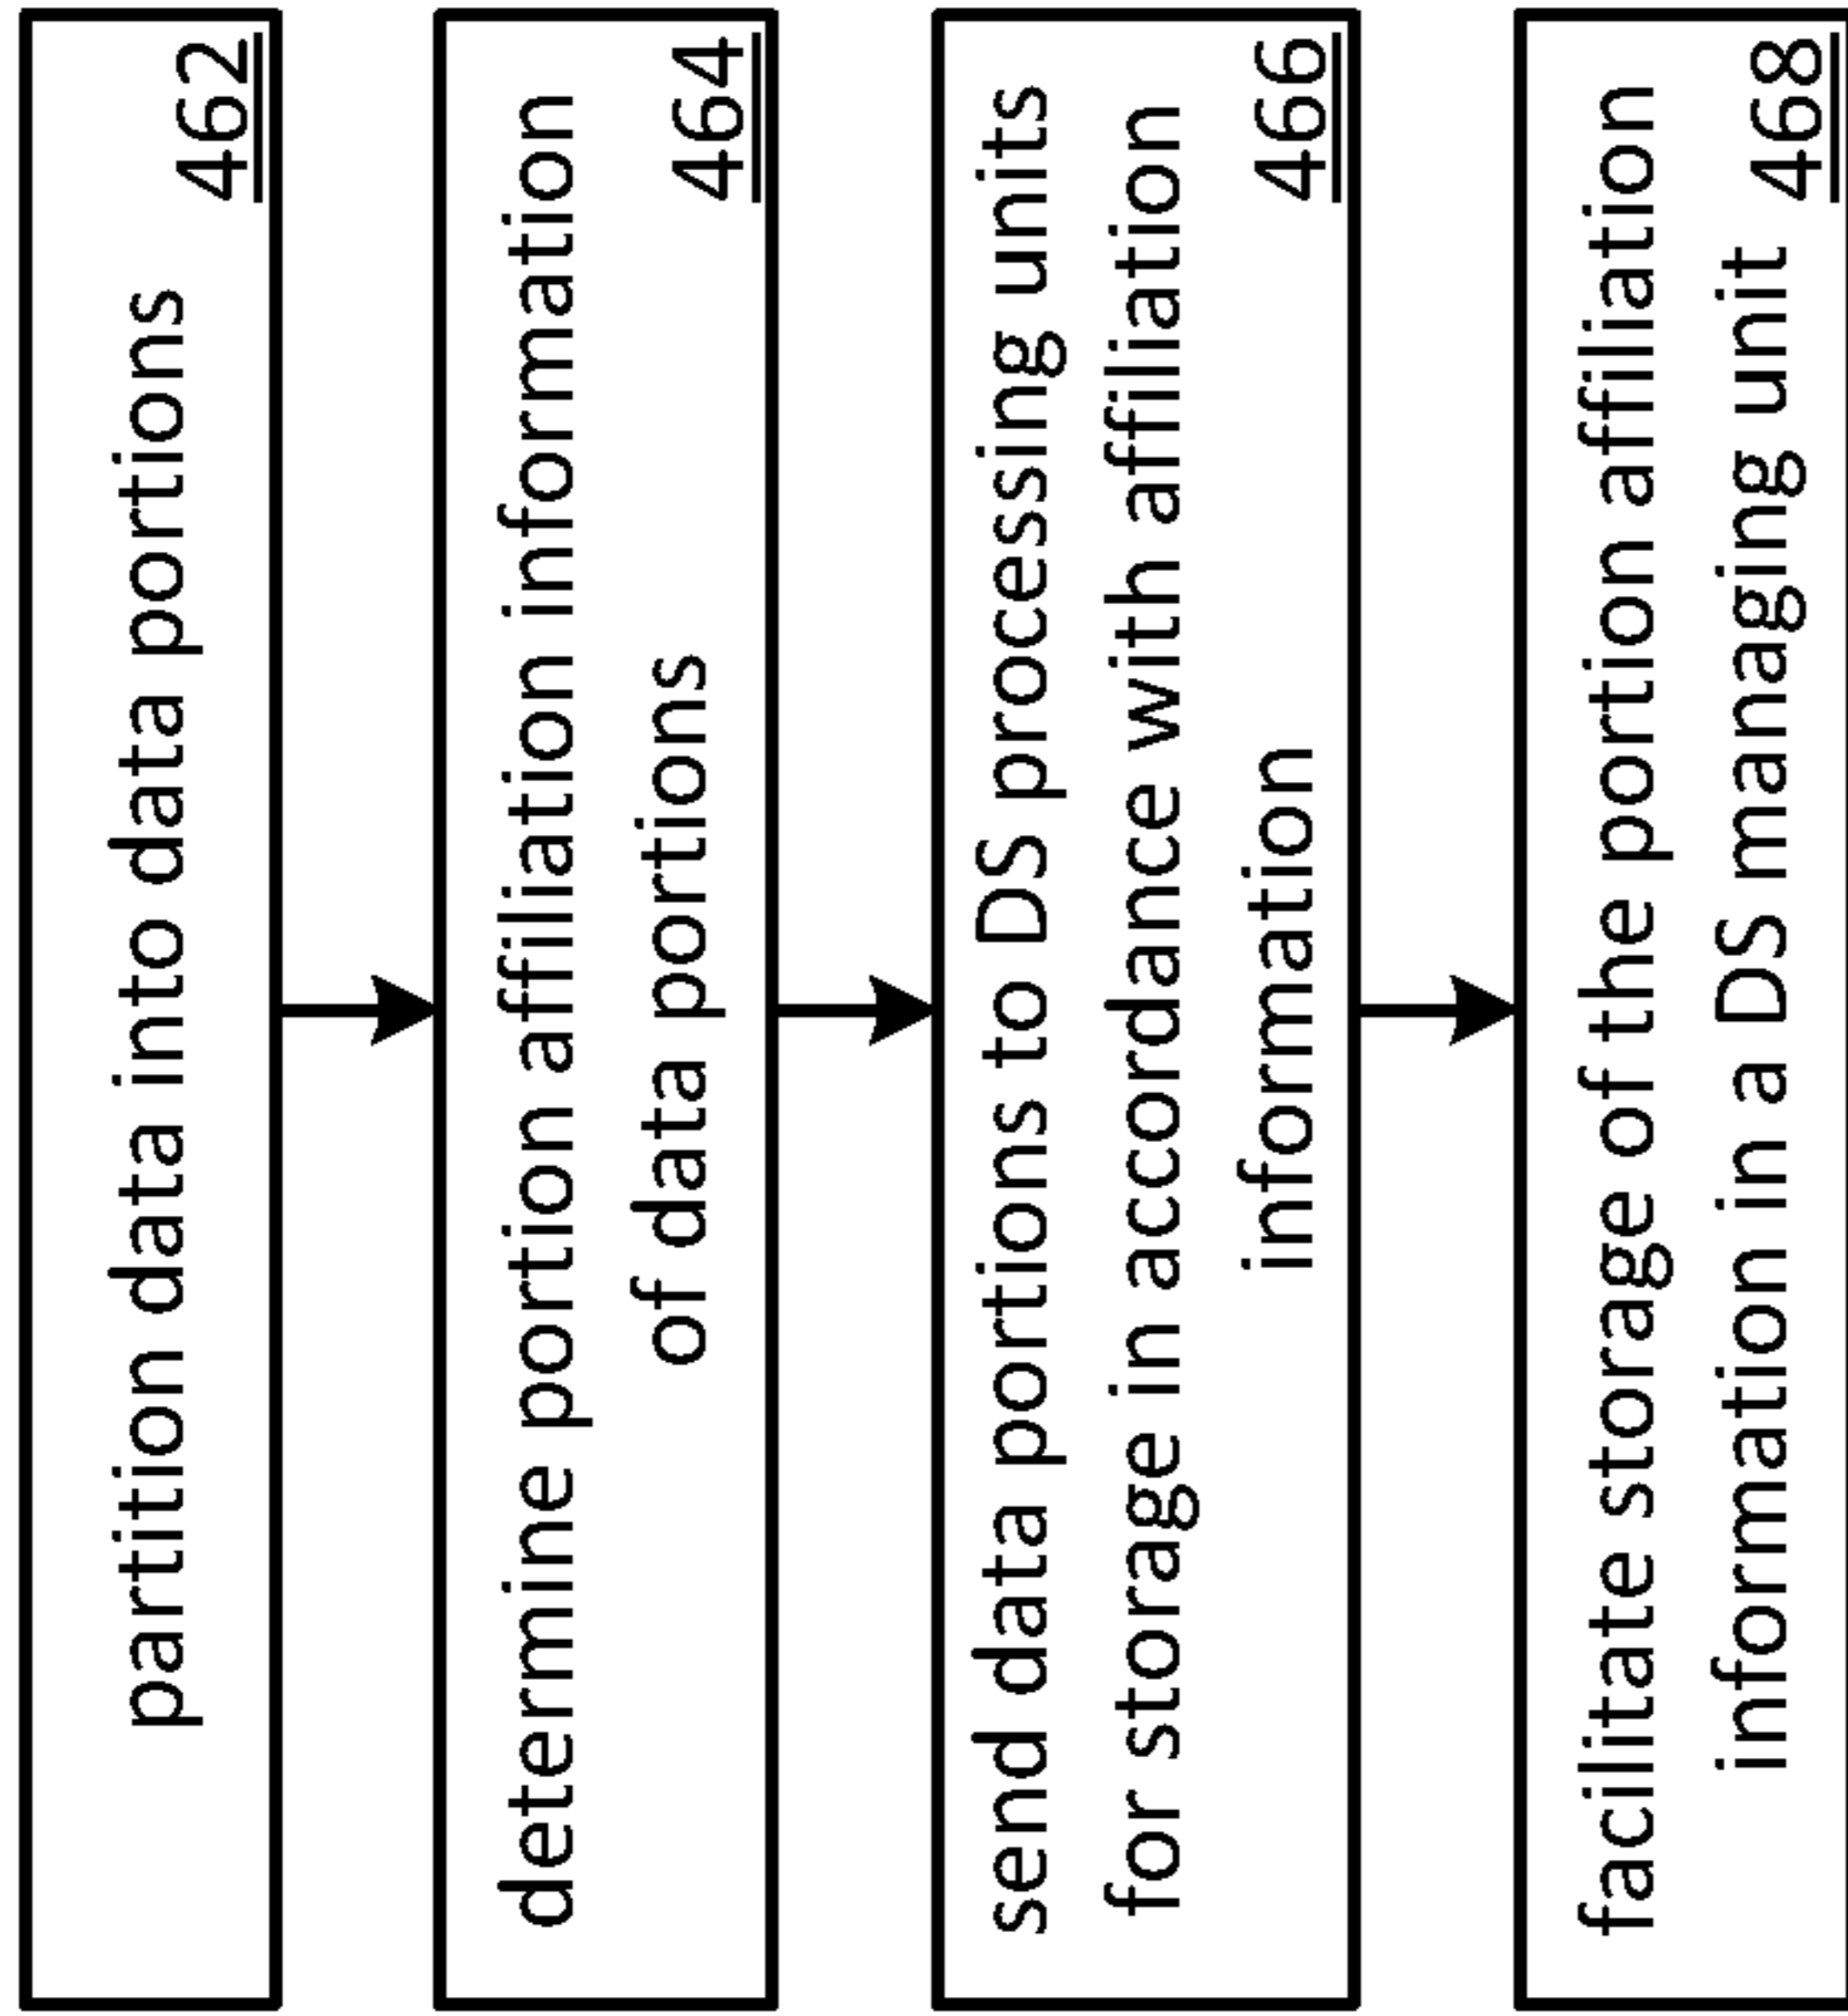 partition data into data portions
462
determine portion affiliation information
of data portions
464
send data portions to DS processing units
for storage in accordance with affiliation
information
466
facilitate storage of the portion affiliation
information in a DS managing unit 468